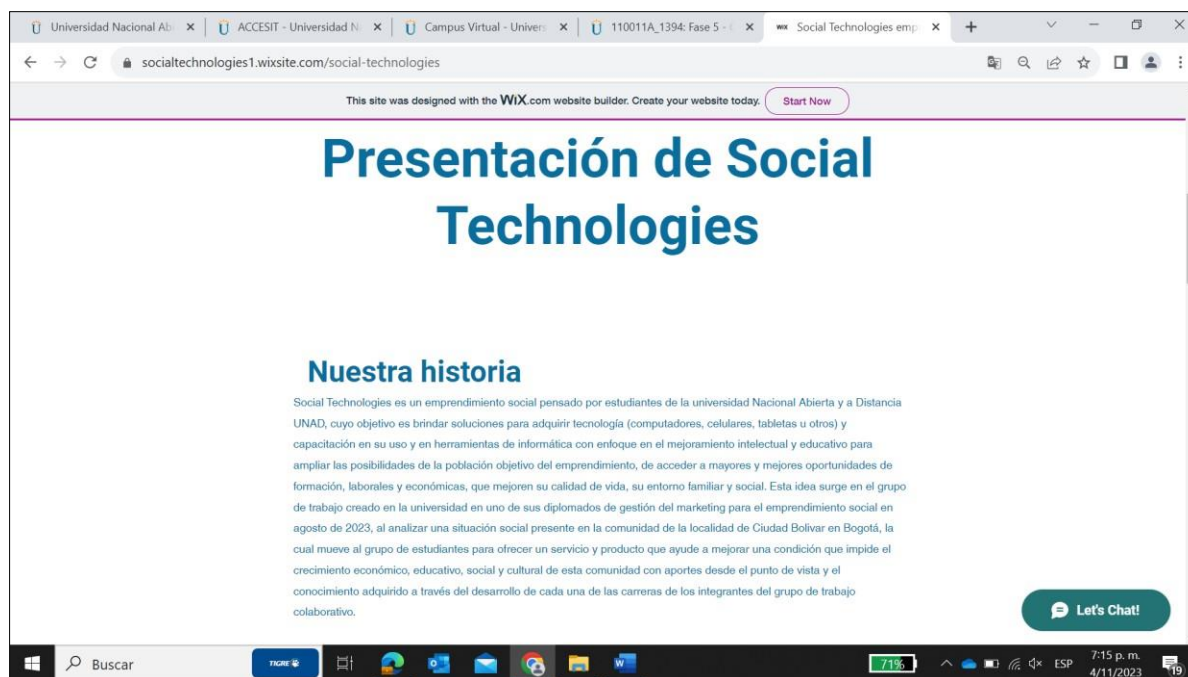 Universidad Nacional Ab
ACCESIT - Universidad N
Campus Virtual - Univers
110011A_1394: Fase 5 -
WiX Social Technologies emp
socialtechnologies1.wixsite.com/social-technologies
This site was designed with the WiX.com website builder. Create your website today. Start Now
Presentación de Social
Technologies
Nuestra historia
Social Technologies es un emprendimiento social pensado por estudiantes de la universidad Nacional Abierta y a Distancia
UNAD, cuyo objetivo es brindar soluciones para adquirir tecnología (computadores, celulares, tabletas u otros) y
capacitación en su uso y en herramientas de informática con enfoque en el mejoramiento intelectual y educativo para
ampliar las posibilidades de la población objetivo del emprendimiento, de acceder a mayores y mejores oportunidades de
formación, laborales y económicas, que mejoren su calidad de vida, su entorno familiar y social. Esta idea surge en el grupo
de trabajo creado en la universidad en uno de sus diplomados de gestión del marketing para el emprendimiento social en
agosto de 2023, al analizar una situación social presente en la comunidad de la localidad de Ciudad Bolivar en Bogotá, la
cual mueve al grupo de estudiantes para ofrecer un servicio y producto que ayude a mejorar una condición que impide el
crecimiento económico, educativo, social y cultural de esta comunidad con aportes desde el punto de vista y el
conocimiento adquirido a través del desarrollo de cada una de las carreras de los integrantes del grupo de trabajo
colaborativo.
Let's Chat!
Buscar
TIGRE
71%
ESP
7:15 p. m.
4/11/2023
19